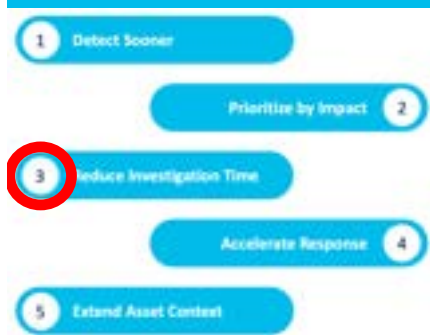 1 Detect Sooner
Prioritize by Impact 2
3 Reduce Investigation Time
Accelerate Response 4
5 Extend Asset Context